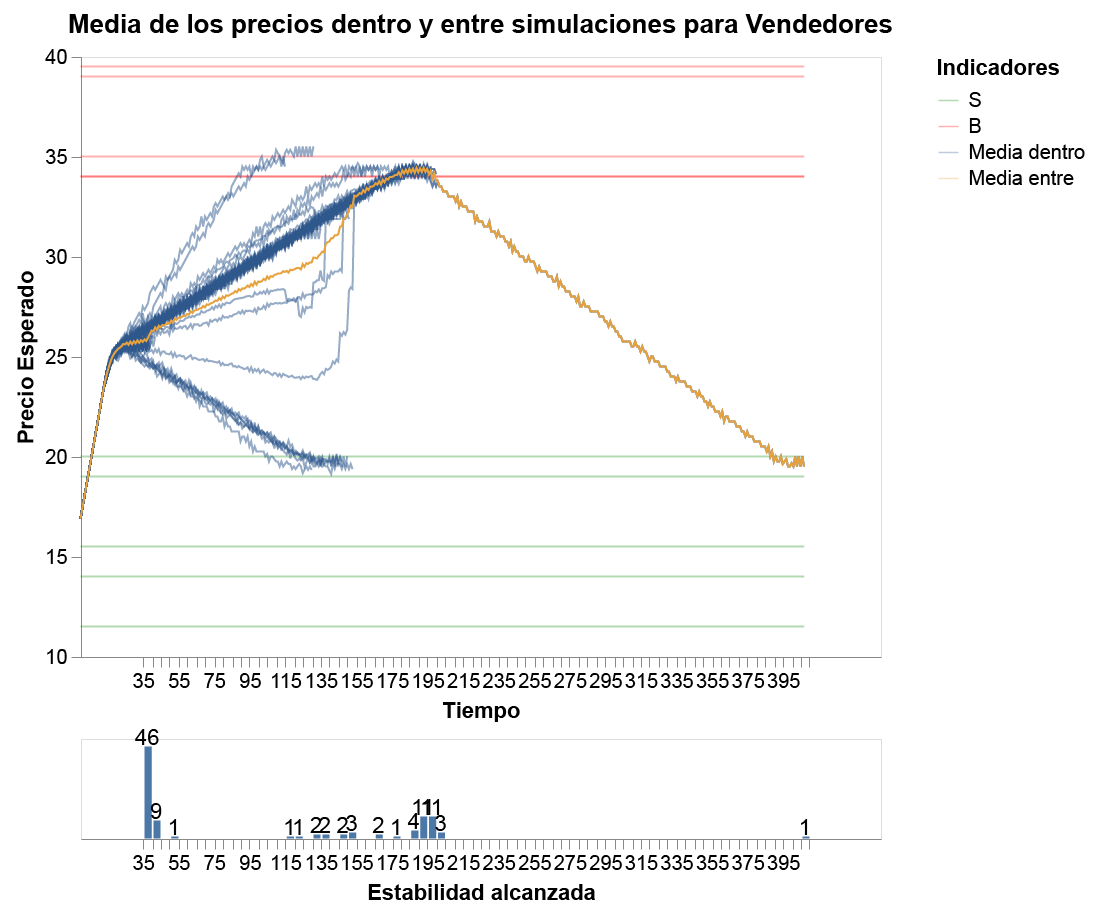 Media de los precios dentro y entre simulaciones para Vendedores
Indicadores
S
B
Media dentro
Media entre
Precio Esperado
40
35
30
25
20
15
10
35 55 75 95 115 135 155 175 195 215 235 255 275 295 315 335 355 375 395
Tiempo
46 9 1 1 1 2 2 2 3 2 1 4 11 11 3 1
35 55 75 95 115 135 155 175 195 215 235 255 275 295 315 335 355 375 395
Estabilidad alcanzada